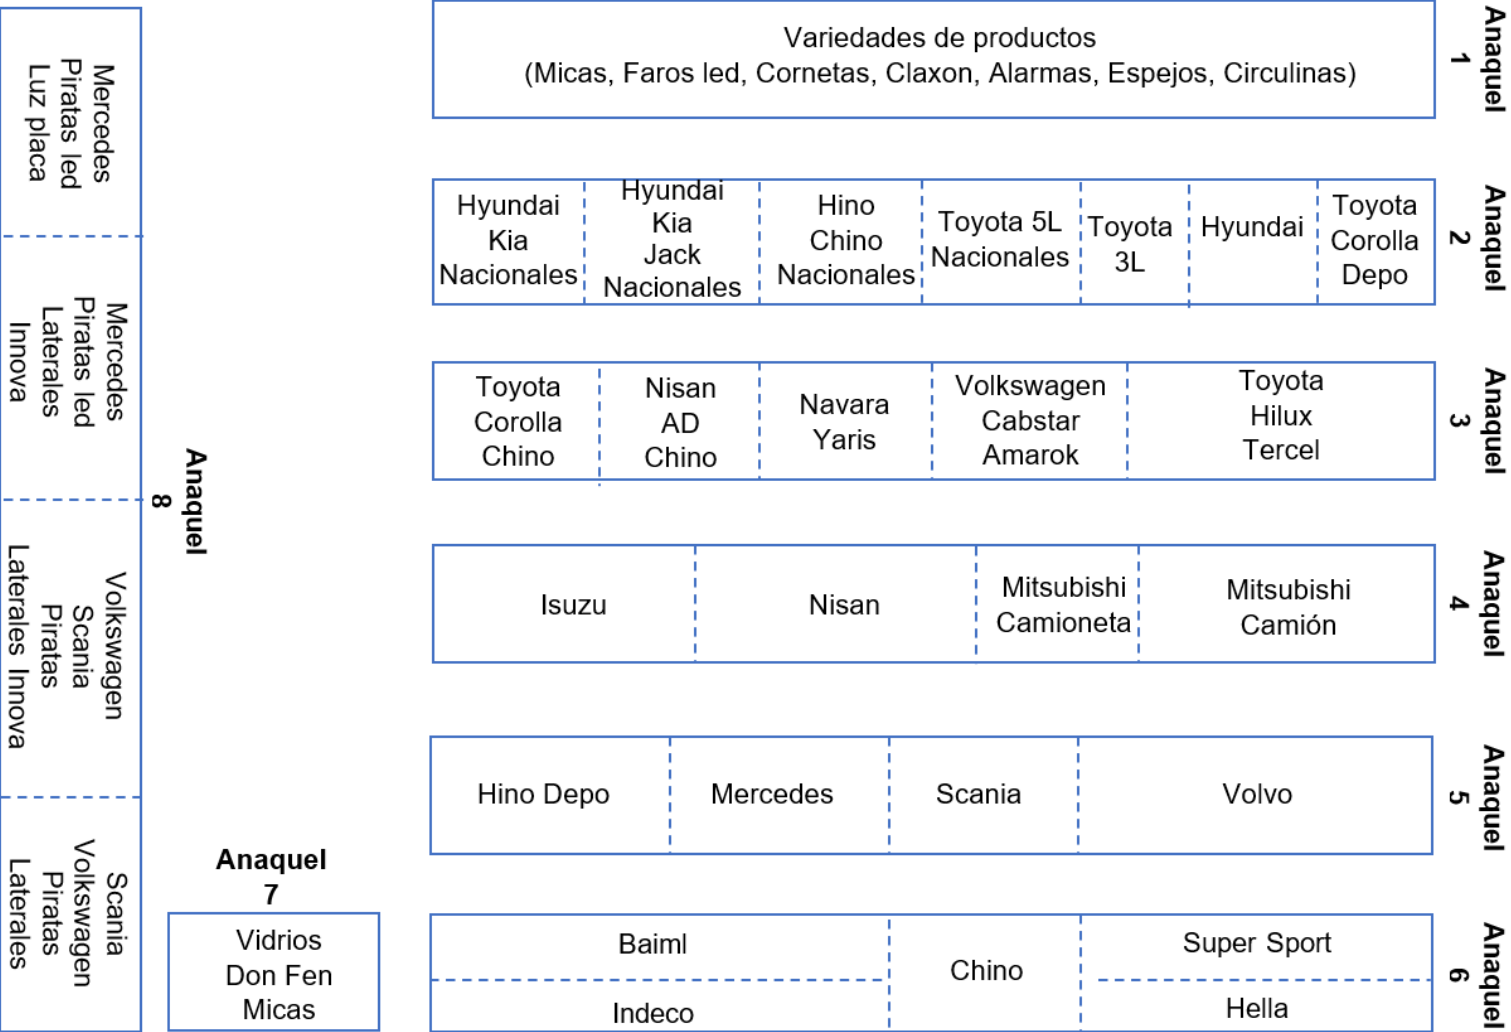 Variedades de productos
(Micas, Faros led, Cornetas, Claxon, Alarmas, Espejos, Circulinas)
Anaquel
1
Hyundai
Kia
Nacionales
Hyundai
Kia
Jack
Nacionales
Hino
Chino
Nacionales
Toyota 5L
Nacionales
Toyota
3L
Hyundai
Toyota
Corolla
Depo
Anaquel
2
Toyota
Corolla
Chino
Nisan
AD
Chino
Navara
Yaris
Volkswagen
Cabstar
Amarok
Toyota
Hilux
Tercel
Anaquel
3
Isuzu
Nisan
Mitsubishi
Camioneta
Mitsubishi
Camión
Anaquel
4
Hino Depo
Mercedes
Scania
Volvo
Anaquel
5
Baiml
Indeco
Chino
Super Sport
Hella
Anaquel
6
Anaquel
7
Vidrios
Don Fen
Micas
Anaquel
8
Mercedes
Piratas led
Luz placa
Mercedes
Piratas led
Laterales
Innova
Volkswagen
Scania
Piratas
Laterales Innova
Scania
Volkswagen
Piratas
Laterales